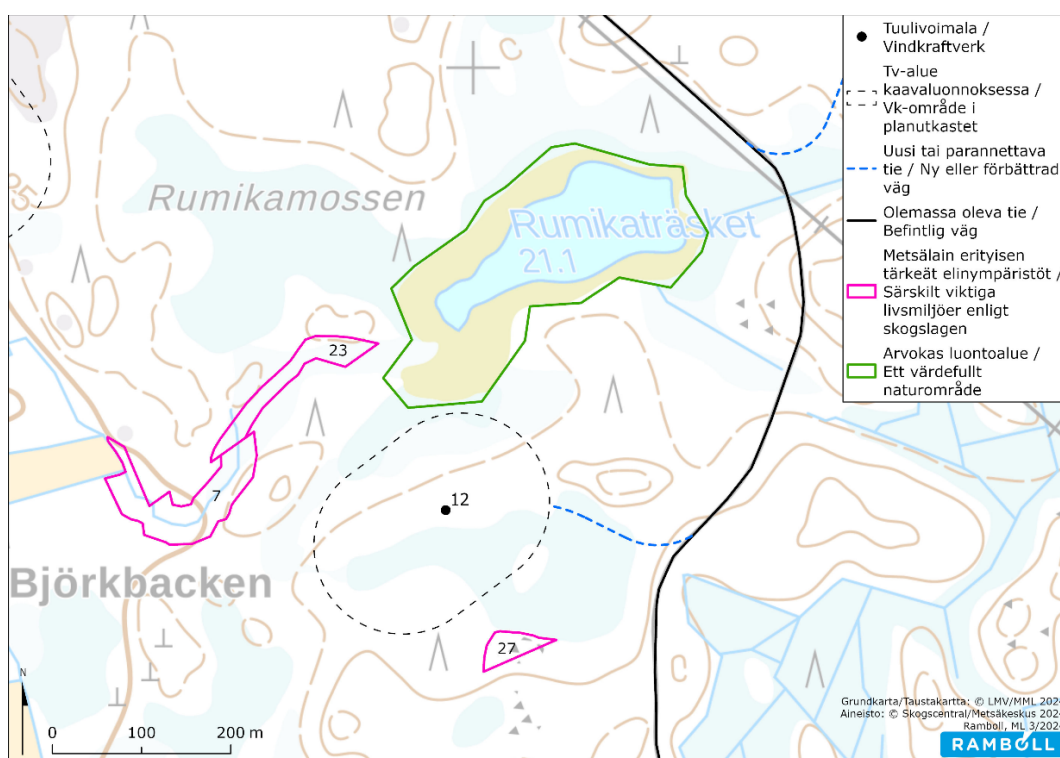 Tuulivoimala /
Vindkraftverk
Tv-alue
kaavaluonnoksessa /
Vk-område i
planutkastet
Uusi tai parannettava
tie / Ny eller förbättrad
väg
Olemassa oleva tie /
Befintlig väg
Metsälain erityisen
tärkeät elinympäristöt /
Särskilt viktiga
livsmiljöer enligt
skogslagen
Arvokas luontoalue /
Ett värdefullt
naturområde
Rumikamossen
Rumikaträsket
21.1
23
7
12
Björkbacken
27
N
0 100 200 m
Grundkarta/Taustakartta: © LMV/MML 2024
Aineisto: © Skogscentral/Metsäkeskus 2024
Ramboll, ML 3/2024
RAMBOLL